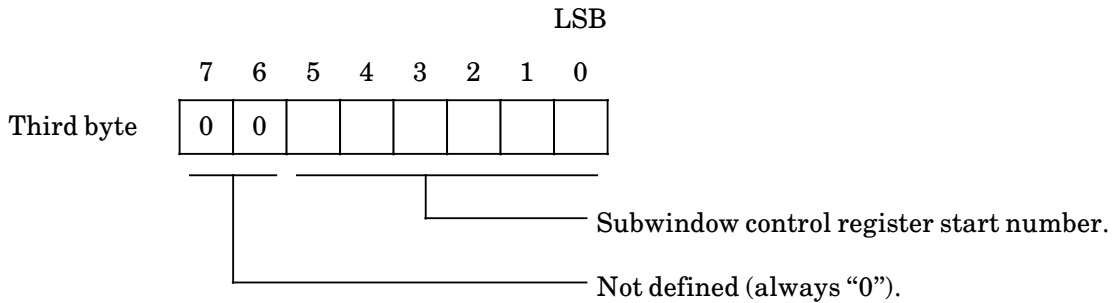 LSB
7 6 5 4 3 2 1 0
Third byte 0 0
Subwindow control register start number.
Not defined (always “0”).